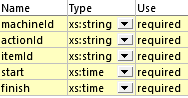 Name Type Use
machineId xs:string required
actionId xs:string required
itemId xs:string required
start xs:time required
finish xs:time required